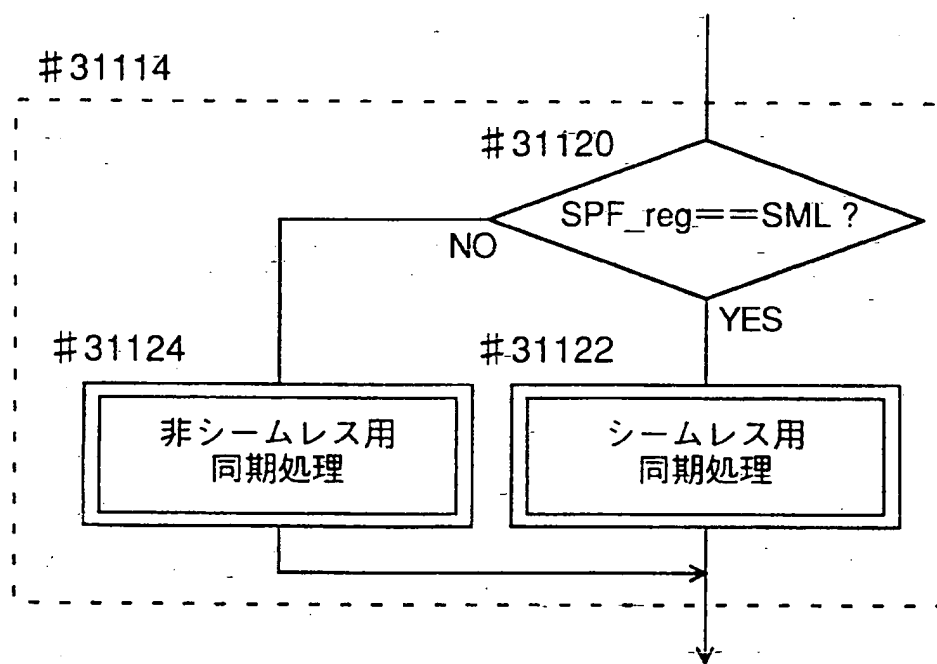 #31114
#31120
SPF_reg==SML ?
NO
YES
#31124
#31122
非シームレス用
同期処理
シームレス用
同期処理